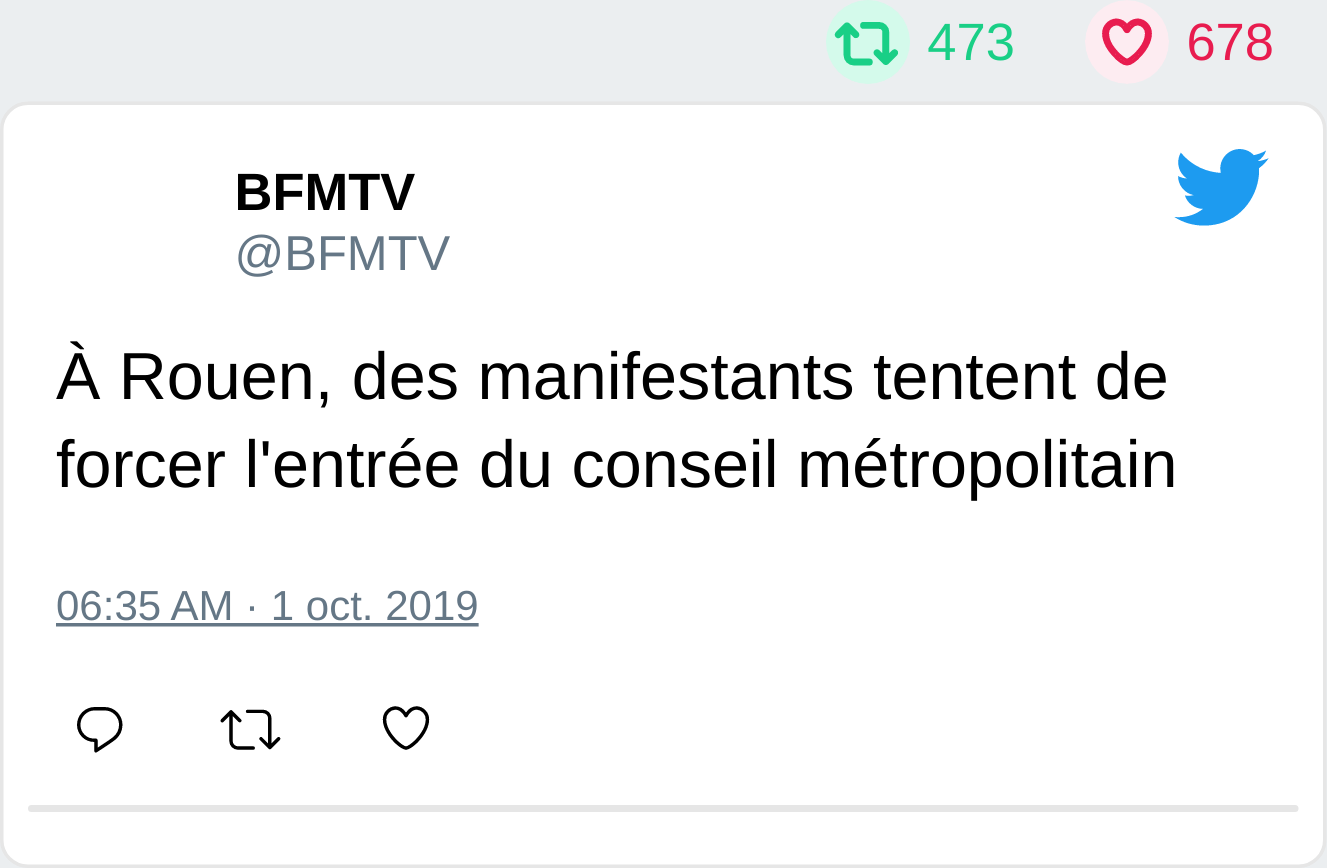 473 678
BFMTV
@BFMTV
À Rouen, des manifestants tentent de
forcer l'entrée du conseil métropolitain
06:35 AM · 1 oct. 2019